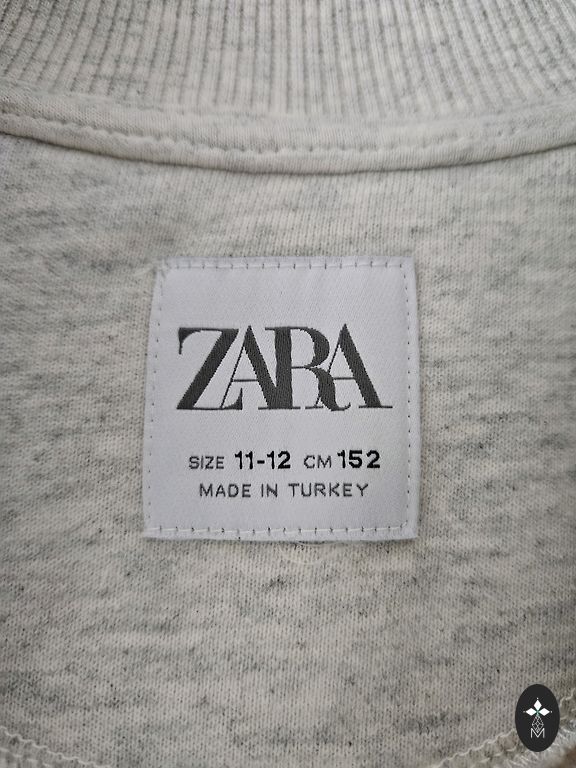 ZARA
SIZE 11-12 CM 152
MADE IN TURKEY